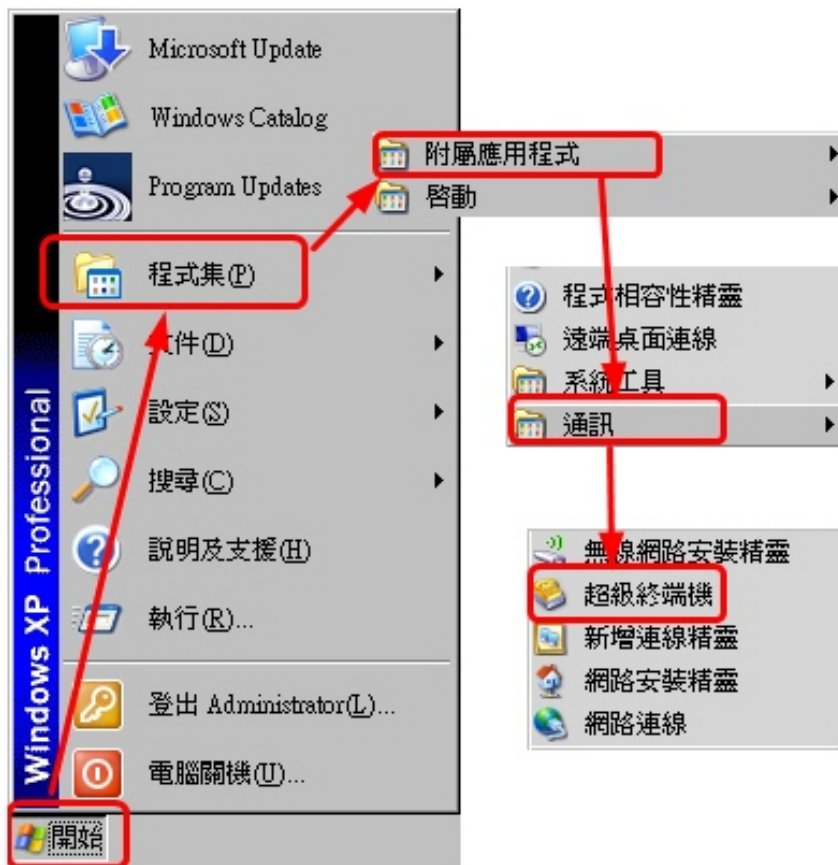 Microsoft Update
Windows Catalog
Program Updates
程式集(P)
文件(D)
設定(S)
搜尋(C)
說明及支援(H)
執行(R)...
登出 Administrator(L)...
電腦關機(U)...
Windows XP Professional
開始
附屬應用程式
啓動
程式相容性精靈
遠端桌面連線
系統工具
通訊
無線網路安裝精靈
超級終端機
新增連線精靈
網路安裝精靈
網路連線